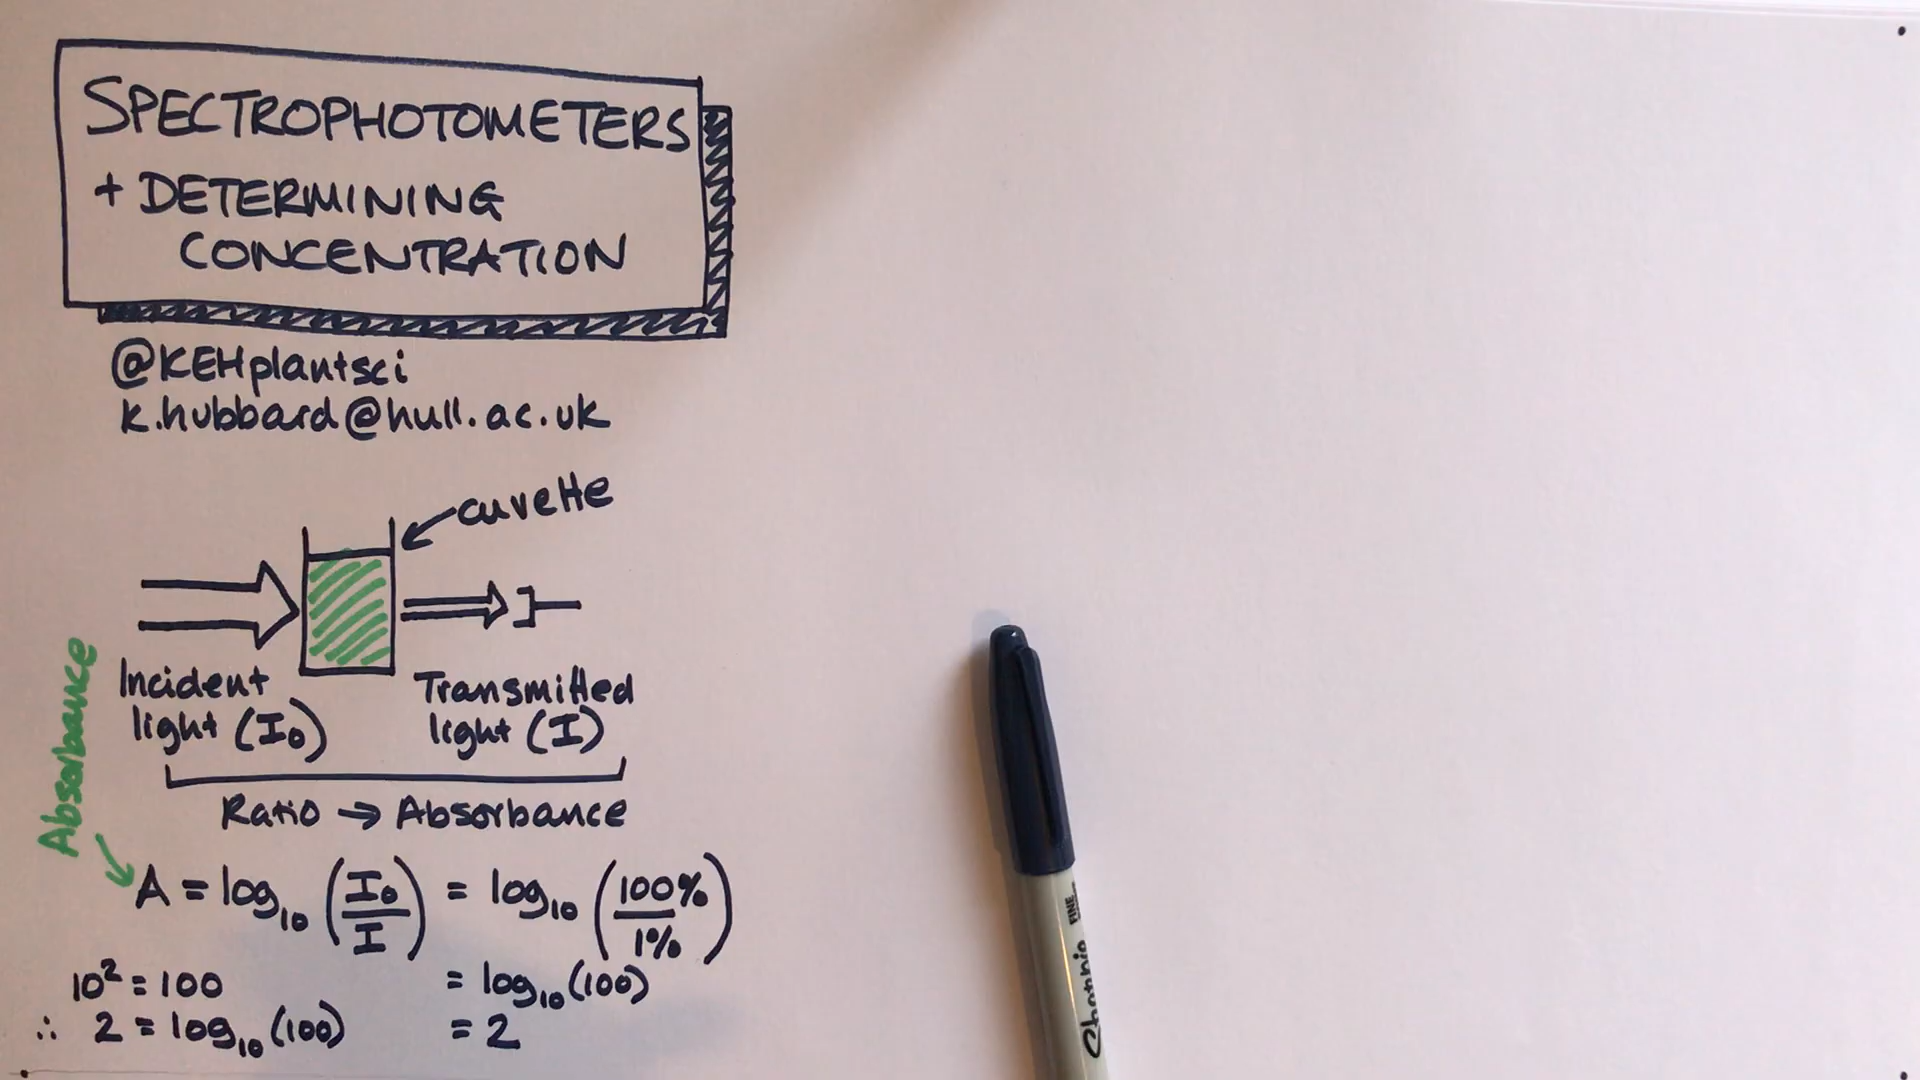 SPECTROPHOTOMETERS
+ DETERMINING
CONCENTRATION
@KEHplantsci
k.hubbard@hull.ac.uk
cuvette
Incident
light (I₀)
Transmitted
light (I)
Ratio → Absorbance
Absorbance
A = log₁₀ (I₀/I) = log₁₀ (100%/1%)
10² = 100
= log₁₀ (100)
∴ 2 = log₁₀ (100)
= 2
Sharpie
FINE